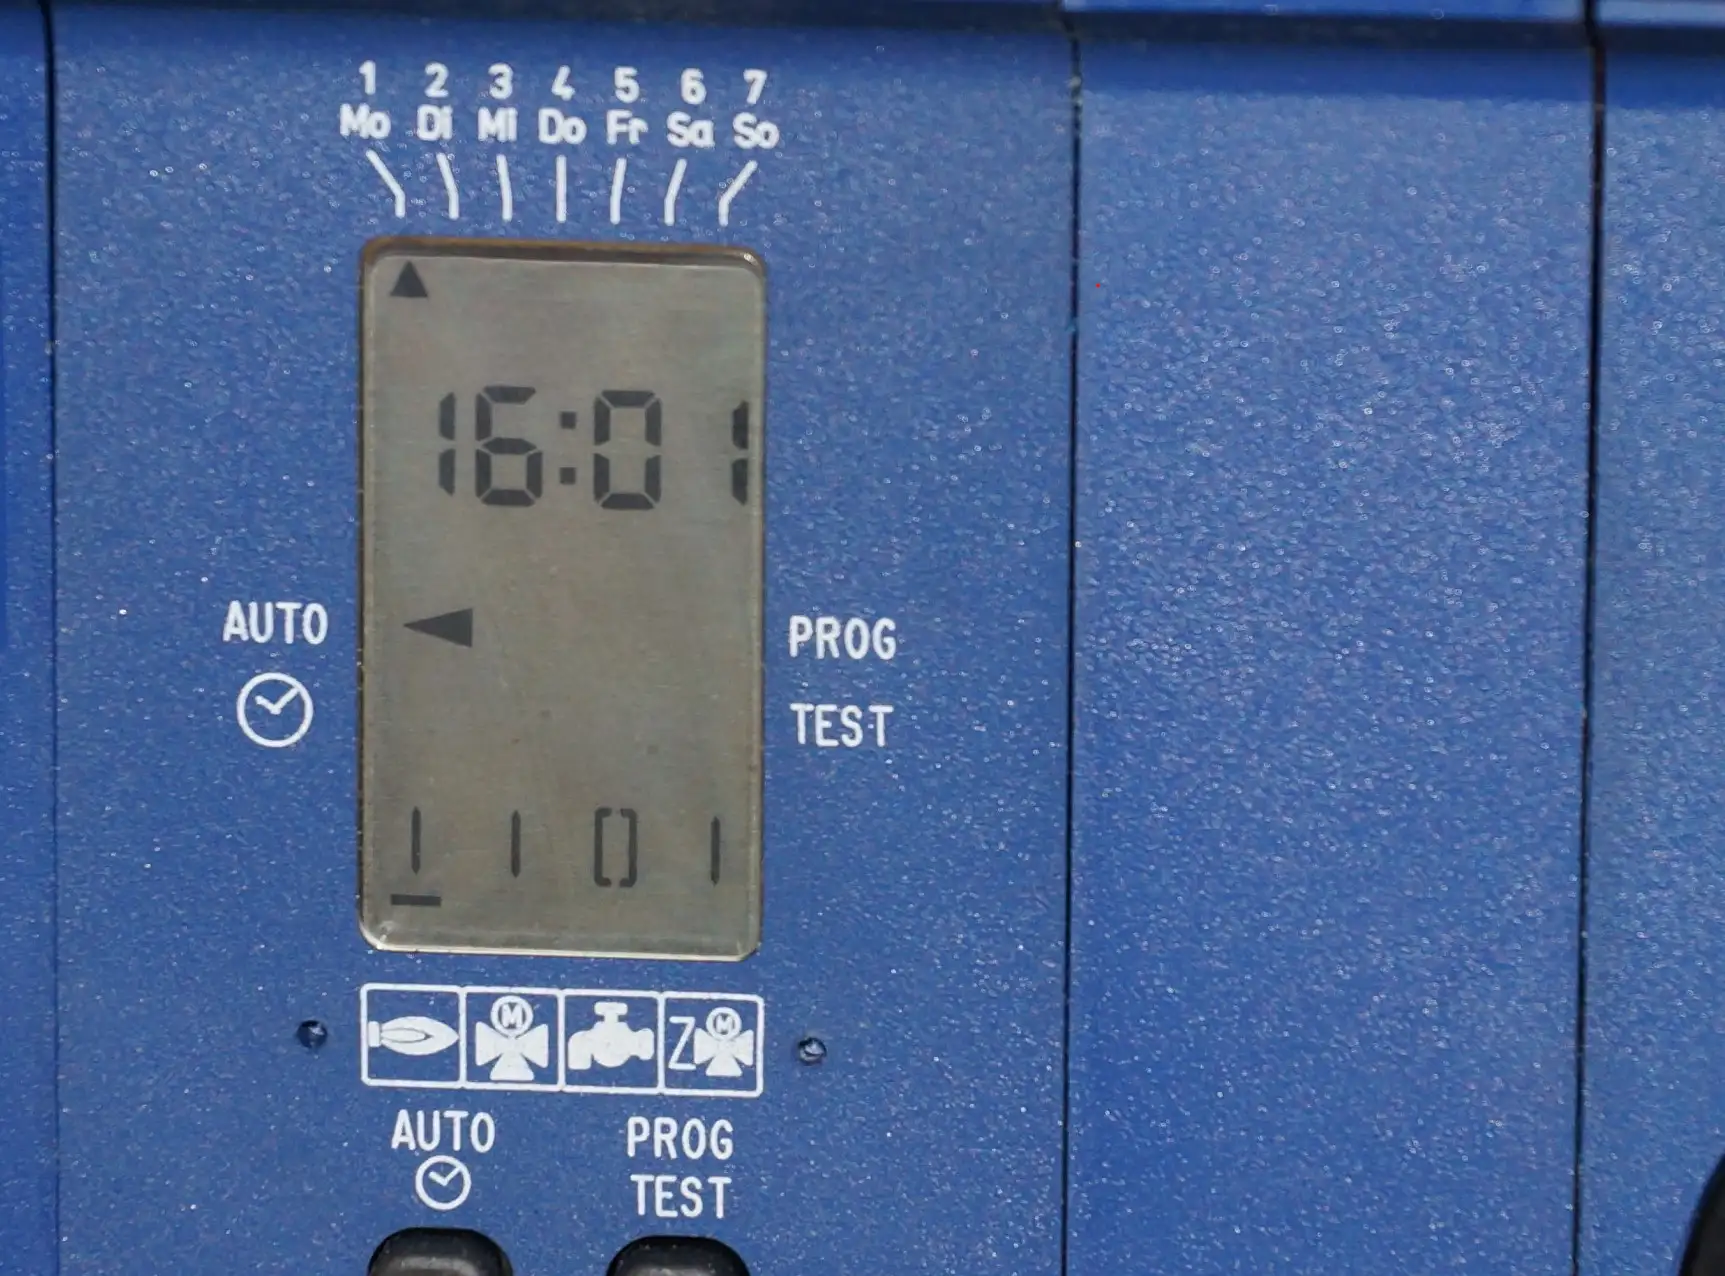 1 2 3 4 5 6 7
Mo Di Mi Do Fr Sa So
16:01
AUTO
PROG
TEST
1 1 0 1
M
Z M
AUTO PROG
TEST